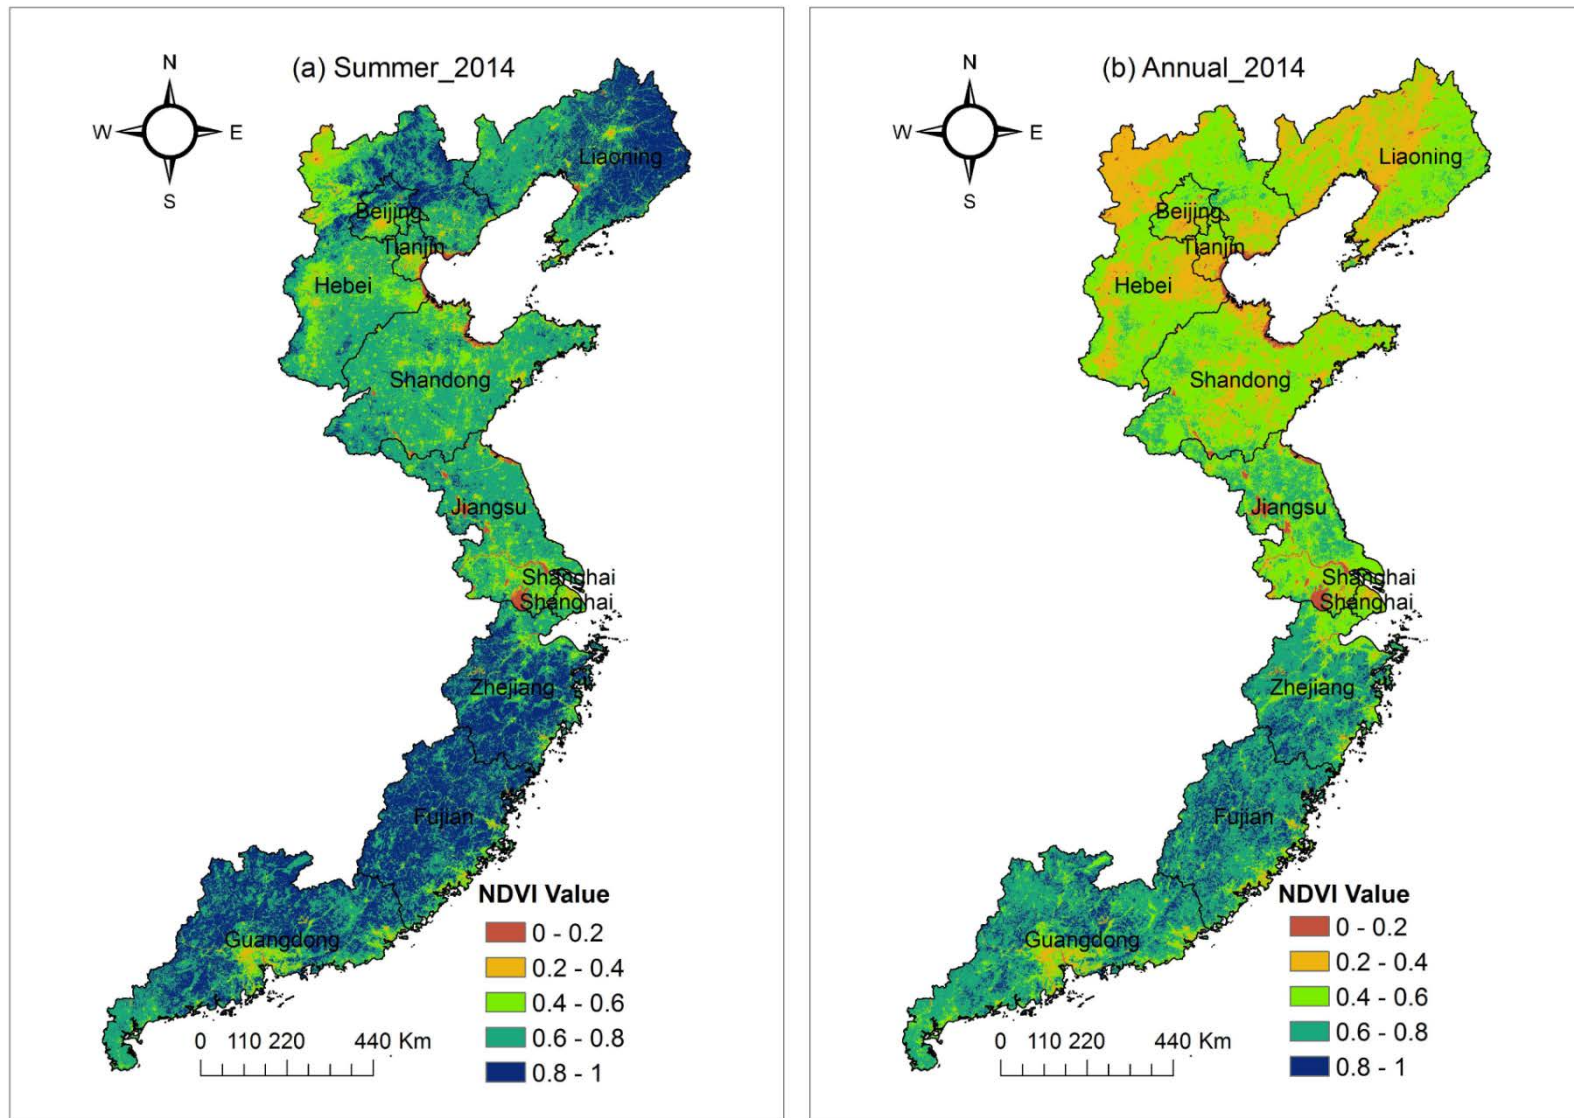 (a) Summer_2014
N
W
E
S
Liaoning
Beijing
Tianjin
Hebei
Shandong
Jiangsu
Shanghai
Shanghai
Zhejiang
Fujian
Guangdong
NDVI Value
0 - 0.2
0.2 - 0.4
0.4 - 0.6
0.6 - 0.8
0.8 - 1
0 110 220 440 Km
(b) Annual_2014
N
W
E
S
Liaoning
Beijing
Tianjin
Hebei
Shandong
Jiangsu
Shanghai
Shanghai
Zhejiang
Fujian
Guangdong
NDVI Value
0 - 0.2
0.2 - 0.4
0.4 - 0.6
0.6 - 0.8
0.8 - 1
0 110 220 440 Km